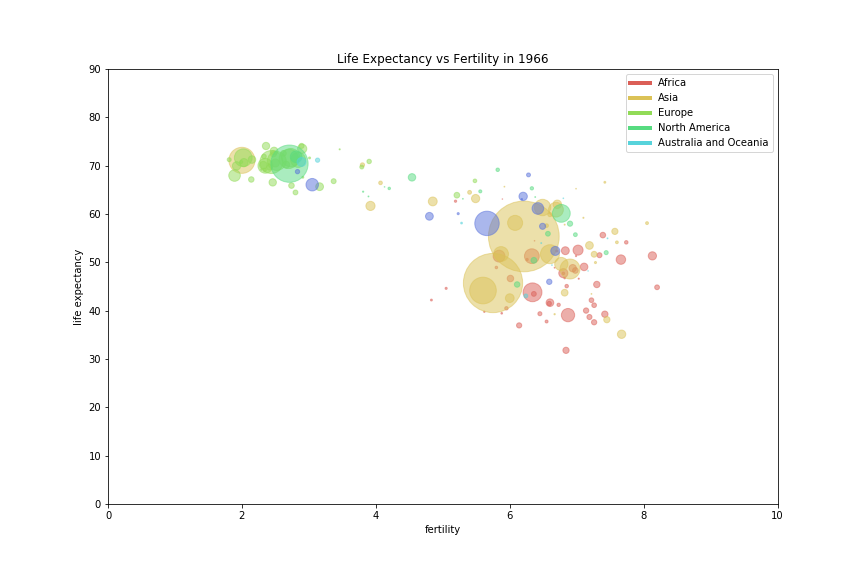 Life Expectancy vs Fertility in 1966
90
80
70
60
50
40
30
20
10
0
life expectancy
Africa
Asia
Europe
North America
Australia and Oceania
0 2 4 6 8 10
fertility